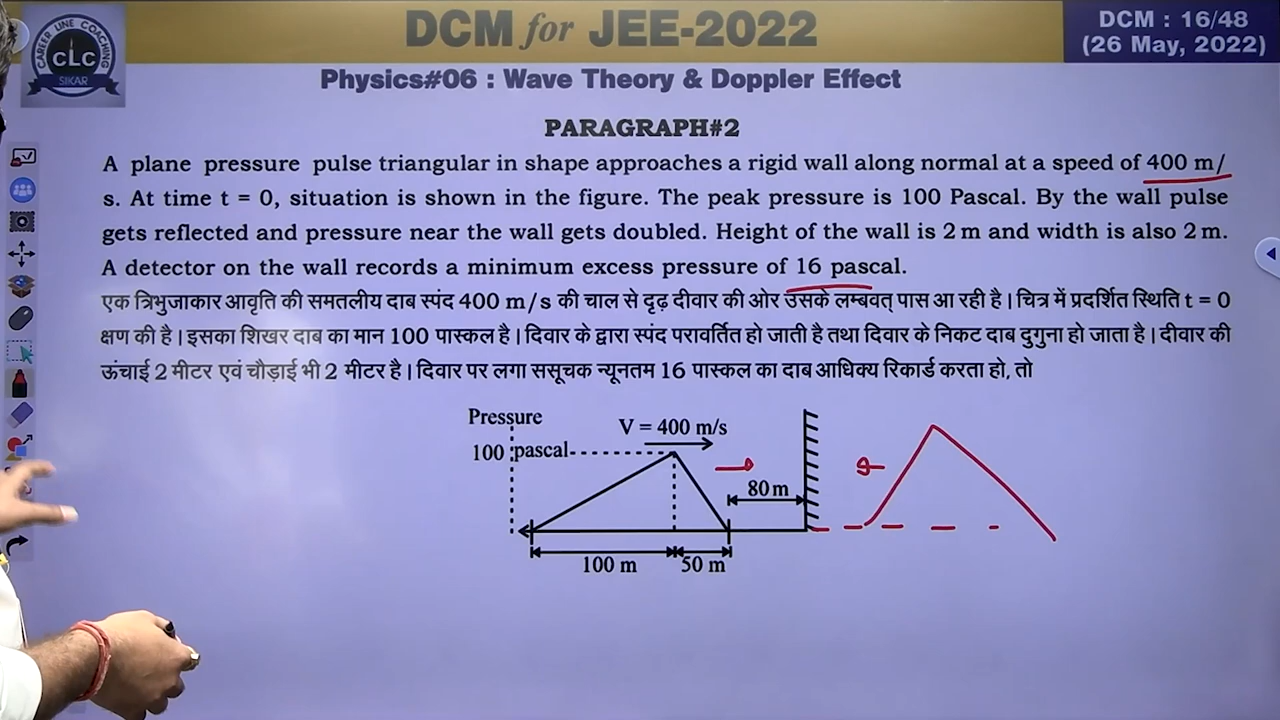 DCM for JEE-2022
DCM : 16/48
(26 May, 2022)
CAREER LINE COACHING
CLC
SIKAR
Physics#06 : Wave Theory & Doppler Effect
PARAGRAPH#2
A plane pressure pulse triangular in shape approaches a rigid wall along normal at a speed of 400 m/
s. At time t = 0, situation is shown in the figure. The peak pressure is 100 Pascal. By the wall pulse
gets reflected and pressure near the wall gets doubled. Height of the wall is 2 m and width is also 2 m.
A detector on the wall records a minimum excess pressure of 16 pascal.
एक त्रिभुजाकार आवृति की समतलीय दाब स्पंद 400 m/s की चाल से दृढ़ दीवार की ओर उसके लम्बवत् पास आ रही है। चित्र में प्रदर्शित स्थिति t = 0
क्षण की है। इसका शिखर दाब का मान 100 पास्कल है। दिवार के द्वारा स्पंद परावर्तित हो जाती है तथा दिवार के निकट दाब दुगुना हो जाता है। दीवार की
ऊंचाई 2 मीटर एवं चौड़ाई भी 2 मीटर है। दिवार पर लगा ससूचक न्यूनतम 16 पास्कल का दाब आधिक्य रिकार्ड करता हो, तो
Pressure
V = 400 m/s
100 pascal
80 m
100 m
50 m